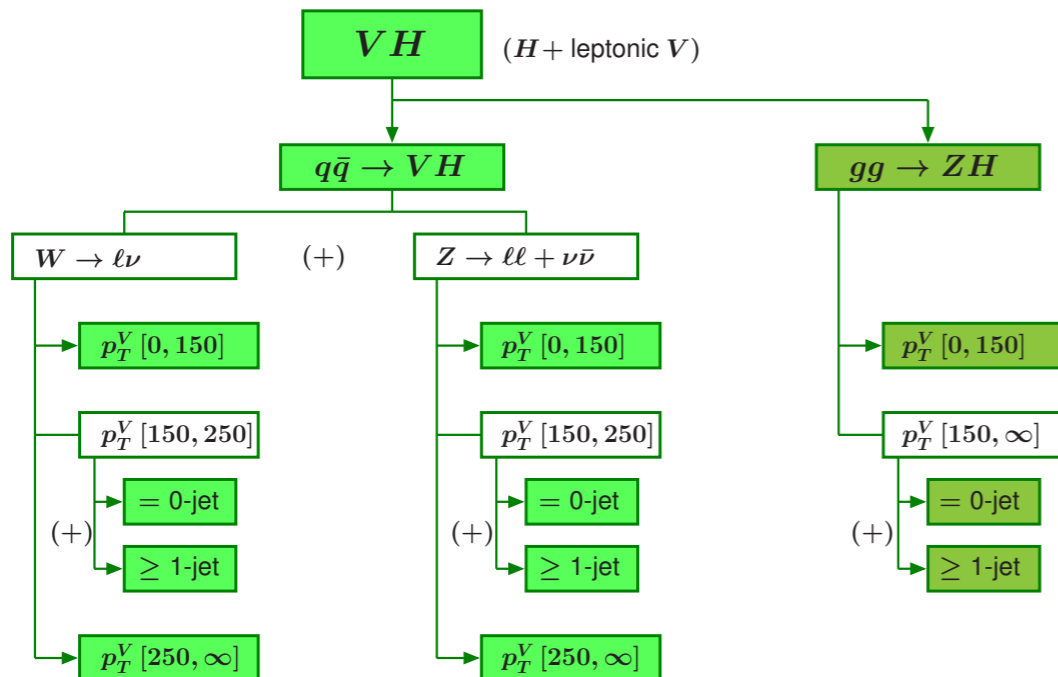 VH (H+ leptonic V)
qq̄ → VH
gg → ZH
W → ℓν (+) Z → ℓℓ + νν̄
p_T^V [0, 150]
p_T^V [0, 150]
p_T^V [0, 150]
p_T^V [150, 250]
p_T^V [150, 250]
p_T^V [150, ∞]
= 0-jet
= 0-jet
= 0-jet
(+)
(+)
(+)
≥ 1-jet
≥ 1-jet
≥ 1-jet
p_T^V [250, ∞]
p_T^V [250, ∞]